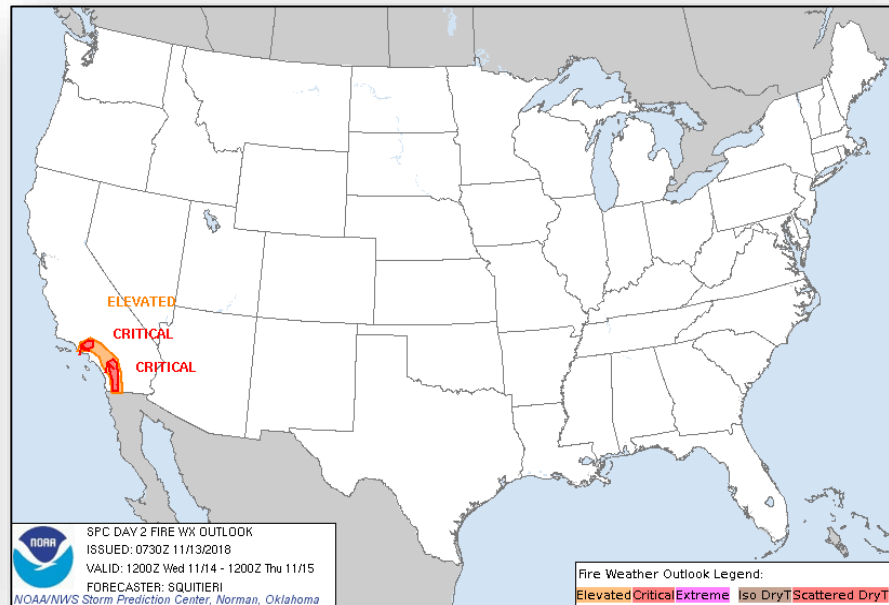 ELEVATED
CRITICAL
CRITICAL
NOAA
SPC DAY 2 FIRE WX OUTLOOK
ISSUED: 0730Z 11/13/2018
VALID: 1200Z Wed 11/14 - 1200Z Thu 11/15
FORECASTER: SQUITIERI
NOAA/NWS Storm Prediction Center, Norman, Oklahoma
Fire Weather Outlook Legend:
Elevated Critical Extreme Iso DryT Scattered DryT